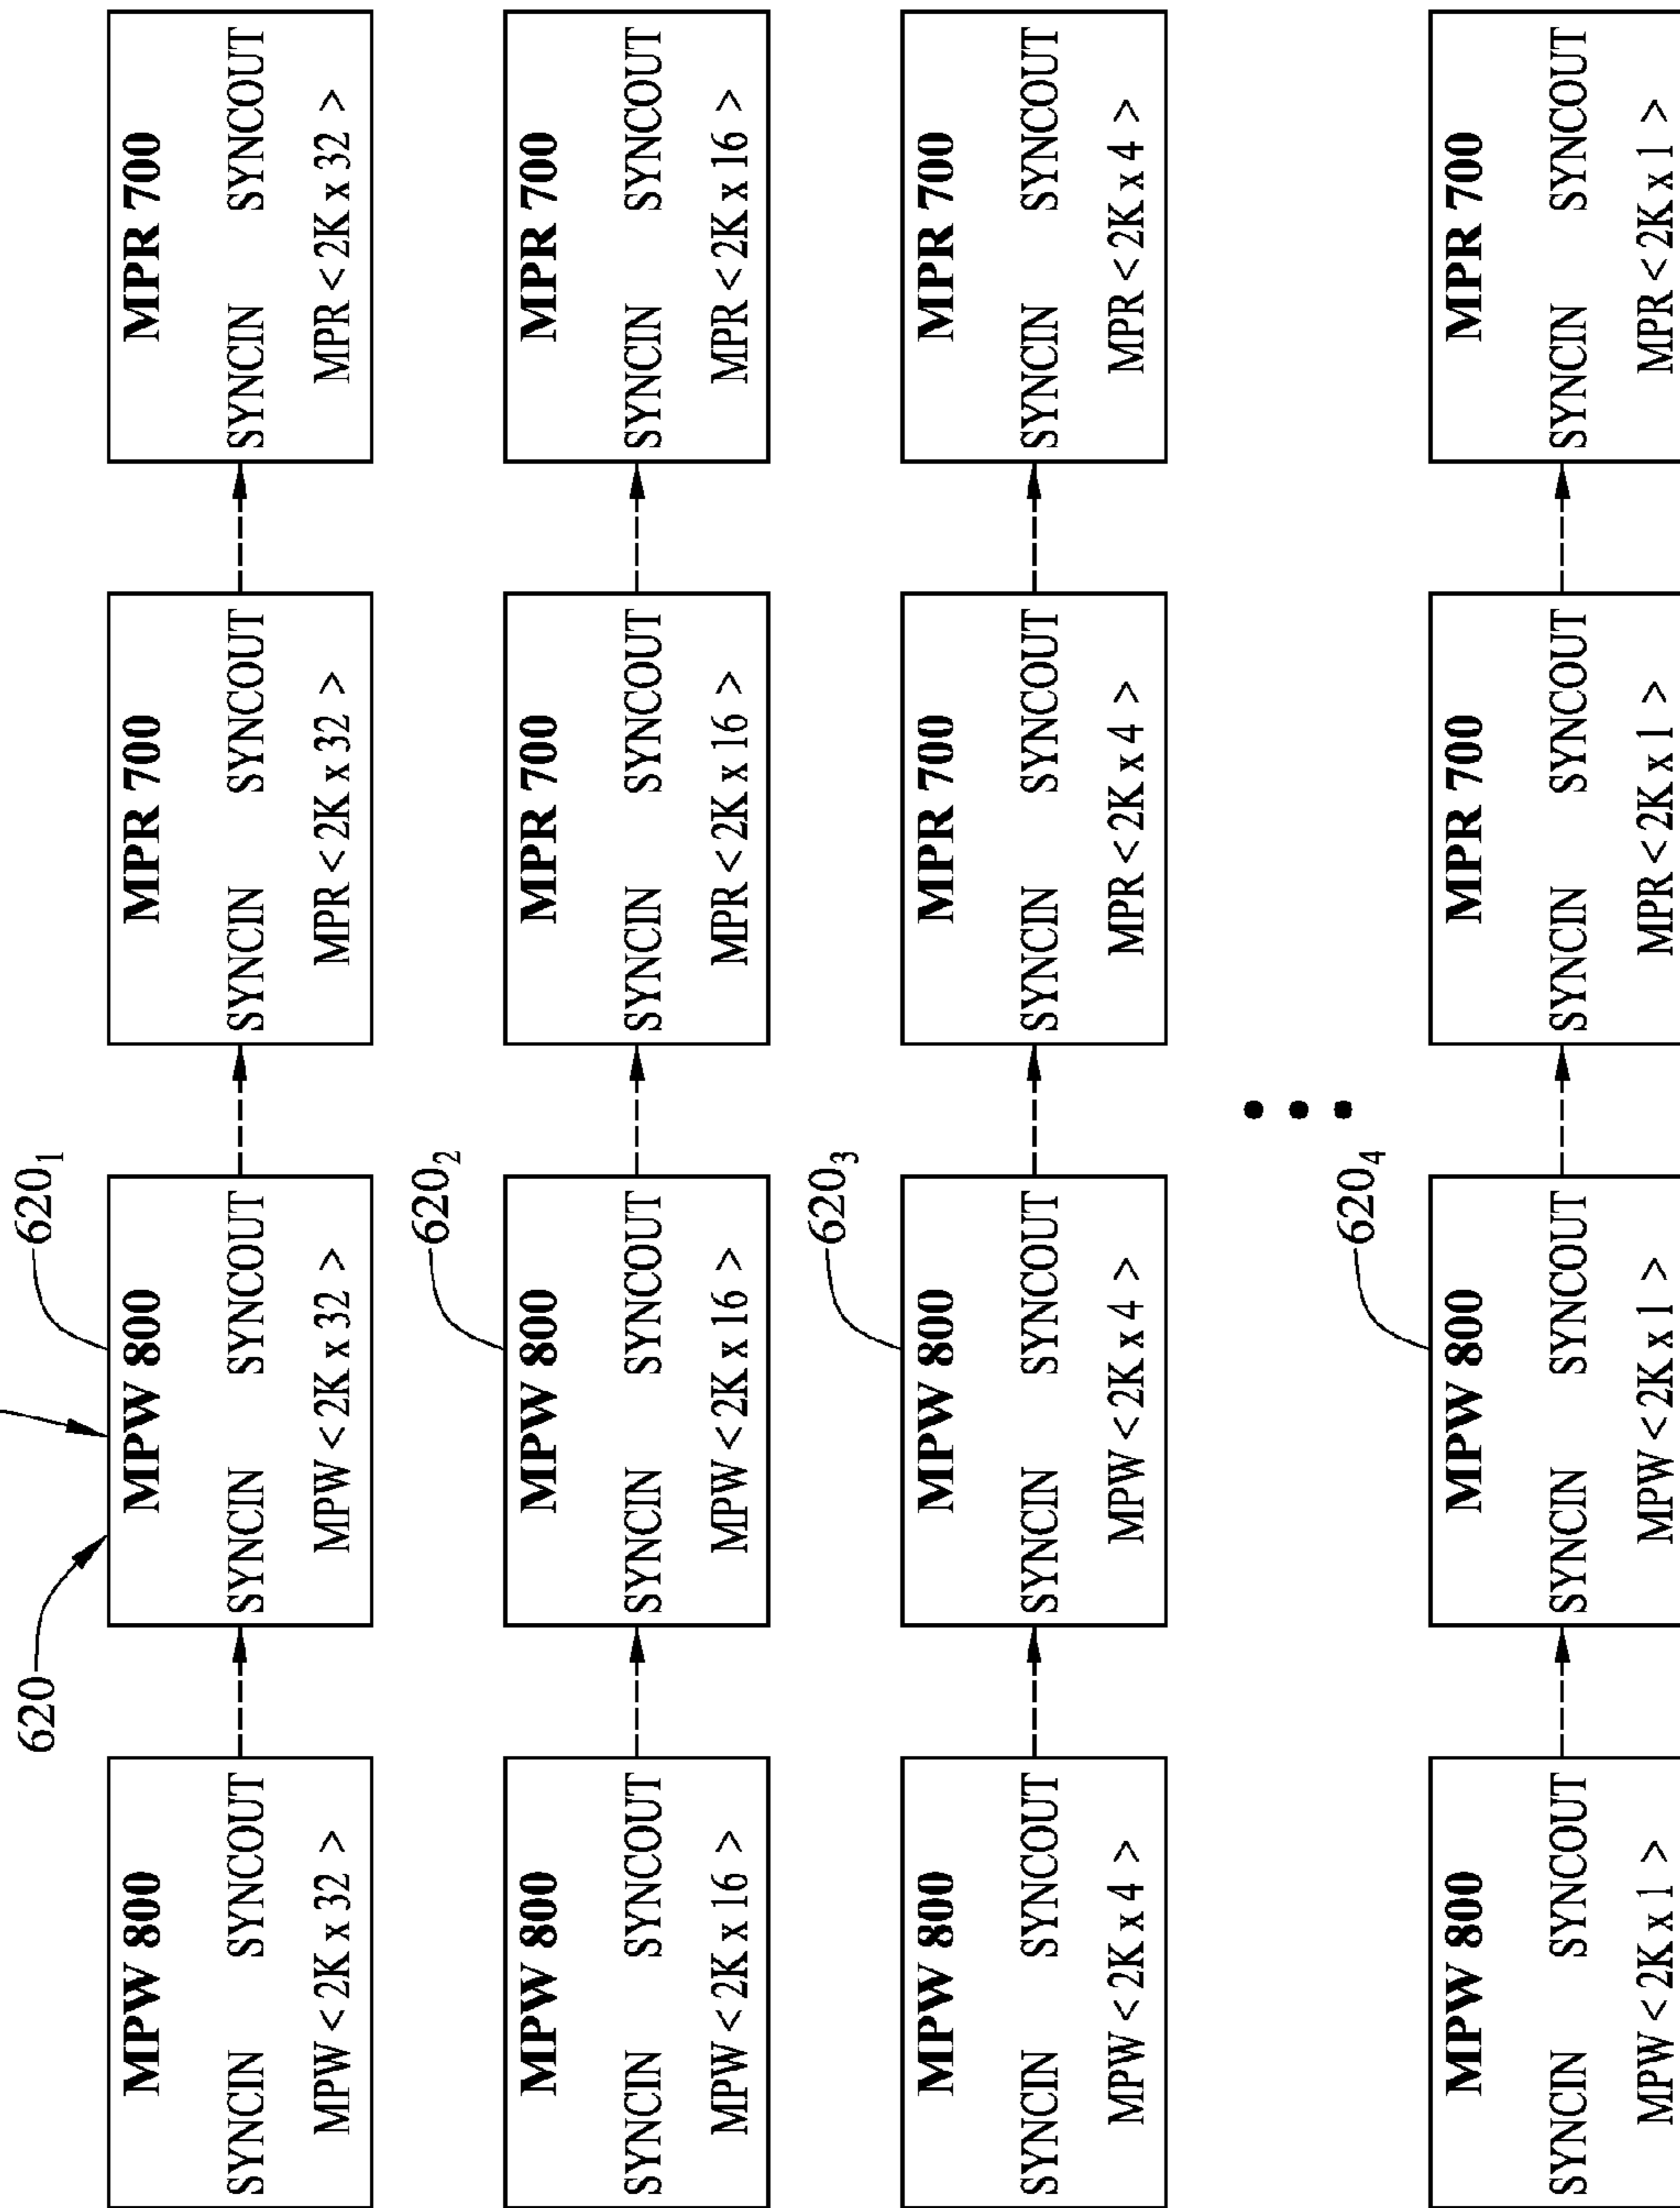 620
620₁
MPW 800
SYNCIN SYNCOUT
MPW < 2K x 32 >
MPW 800
SYNCIN SYNCOUT
MPW < 2K x 32 >
MPR 700
SYNCIN SYNCOUT
MPR < 2K x 32 >
MPR 700
SYNCIN SYNCOUT
MPR < 2K x 32 >
620₂
MPW 800
SYNCIN SYNCOUT
MPW < 2K x 16 >
MPW 800
SYNCIN SYNCOUT
MPW < 2K x 16 >
MPR 700
SYNCIN SYNCOUT
MPR < 2K x 16 >
MPR 700
SYNCIN SYNCOUT
MPR < 2K x 16 >
620₃
MPW 800
SYNCIN SYNCOUT
MPW < 2K x 4 >
MPW 800
SYNCIN SYNCOUT
MPW < 2K x 4 >
MPR 700
SYNCIN SYNCOUT
MPR < 2K x 4 >
MPR 700
SYNCIN SYNCOUT
MPR < 2K x 4 >
620₄
MPW 800
SYNCIN SYNCOUT
MPW < 2K x 1 >
MPW 800
SYNCIN SYNCOUT
MPW < 2K x 1 >
MPR 700
SYNCIN SYNCOUT
MPR < 2K x 1 >
MPR 700
SYNCIN SYNCOUT
MPR < 2K x 1 >